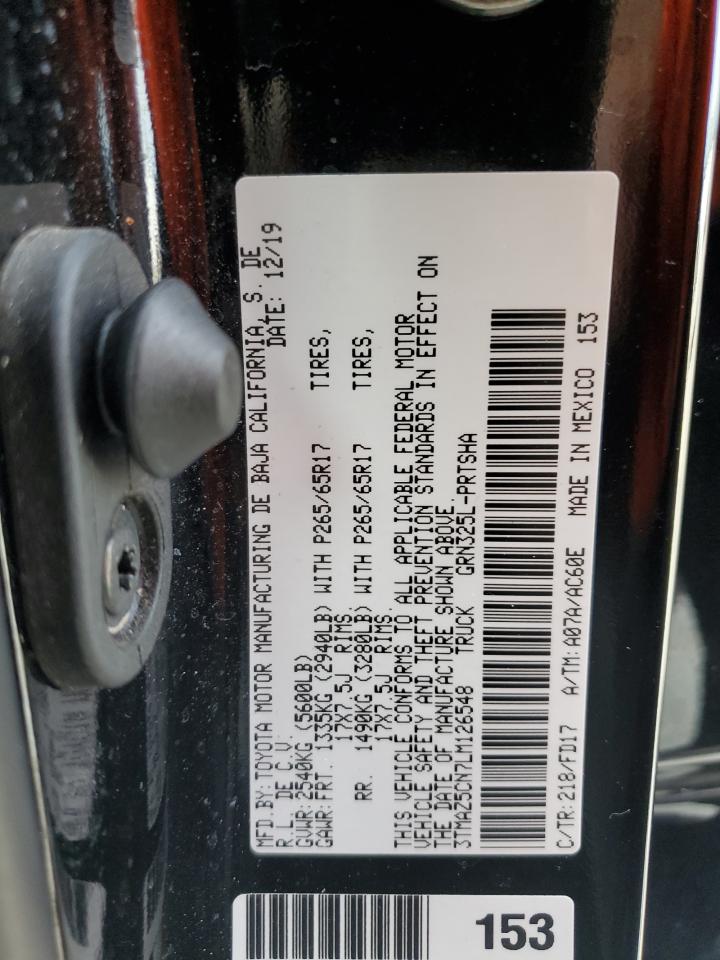 MFD.BY: TOYOTA MOTOR MANUFACTURING DE BAJA CALIFORNIA, S. DE
R.L. DE C.V. DATE: 12/19
GVWR: 2540KG (5600LB)
GAWR: FRT 1335KG (2940LB) WITH P265/65R17 TIRES,
17X7.5J RIMS
RR. 1490KG (3280LB) WITH P265/65R17 TIRES,
17X7.5J RIMS.
THIS VEHICLE CONFORMS TO ALL APPLICABLE FEDERAL MOTOR
VEHICLE SAFETY AND THEFT PREVENTION STANDARDS IN EFFECT ON
THE DATE OF MANUFACTURE SHOWN ABOVE.
3TMAZ5CN7LM126548 TRUCK GRN325L-PRTSHA
C/TR: 218/FD17 A/TM: A07A/AC60E MADE IN MEXICO 153
153